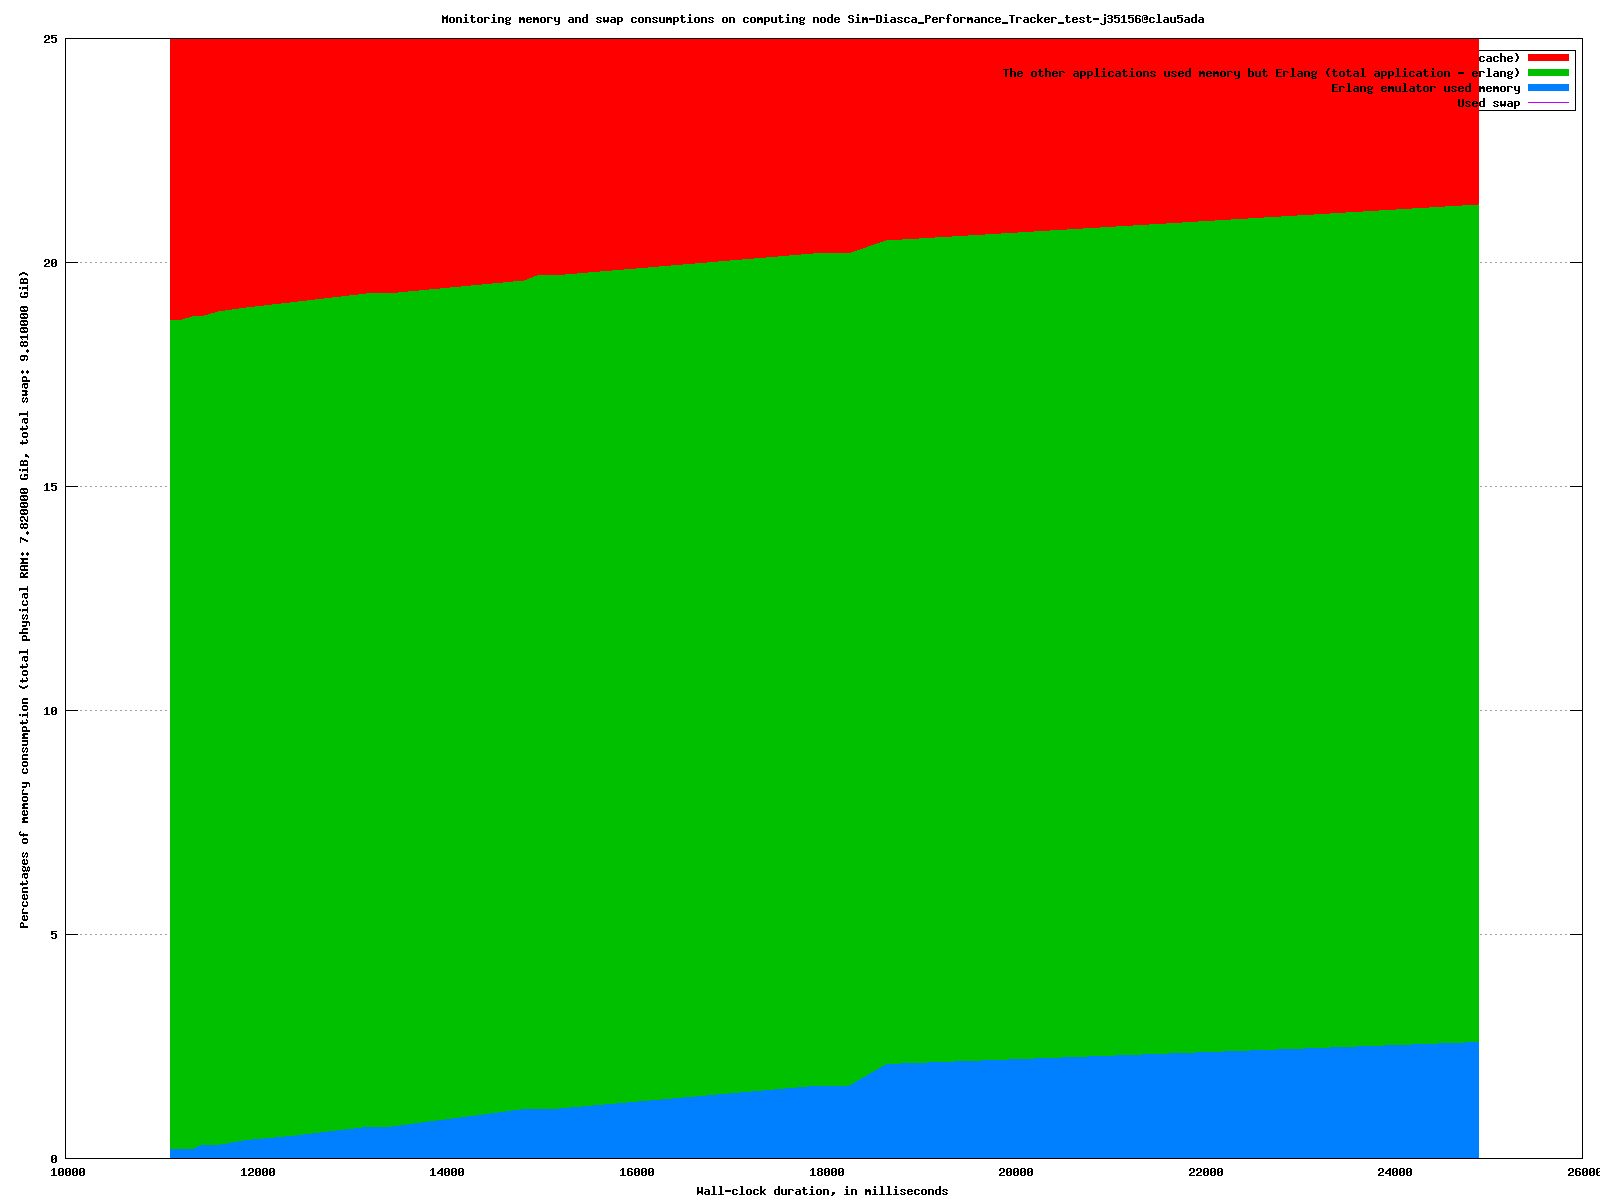 Monitoring memory and swap consumptions on computing node Sim-Diasca_Performance_Tracker_test-j35156@clau5ada
Percentages of memory consumption (total physical RAM: 7.820000 GiB, total swap: 9.810000 GiB)
25
20
15
10
5
0
cache)
The other applications used memory but Erlang (total application - erlang)
Erlang emulator used memory
Used swap
10000
12000
14000
16000
18000
20000
22000
24000
26000
Wall-clock duration, in milliseconds